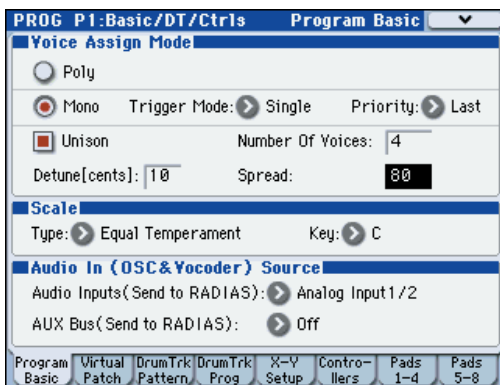 PROG P1:Basic/DT/Ctrls Program Basic
Voice Assign Mode
Poly
Mono Trigger Mode: Single Priority: Last
Unison Number Of Voices: 4
Detune[cents]: 10 Spread: 80
Scale
Type: Equal Temperament Key: C
Audio In (OSC&Vocoder) Source
Audio Inputs(Send to RADIAS): Analog Input1/2
AUX Bus(Send to RADIAS): Off
Program Basic Virtual Patch DrumTrk Pattern DrumTrk Prog X-Y Setup Contro-llers Pads 1-4 Pads 5-8